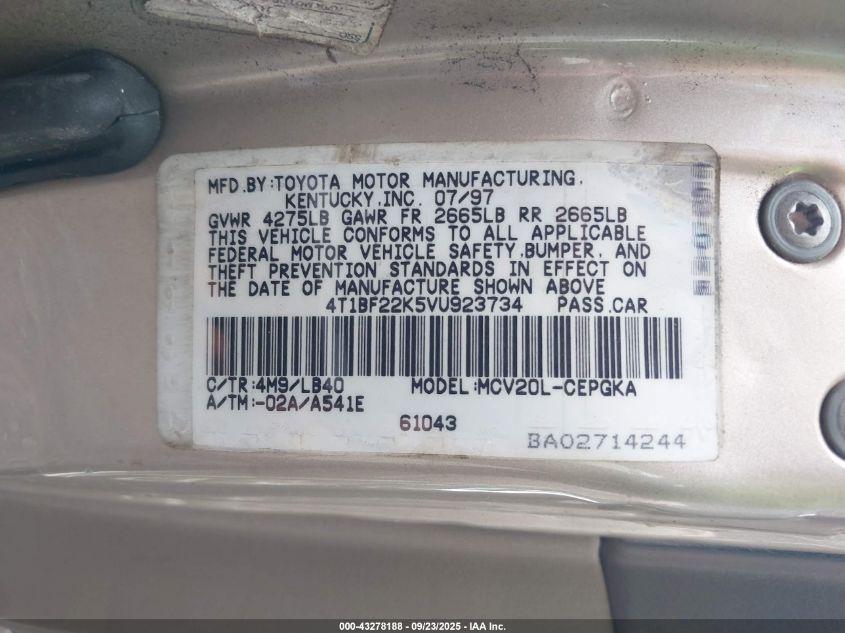 MFD.BY:TOYOTA MOTOR MANUFACTURING,
KENTUCKY,INC. 07/97
GVWR 4275LB GAWR FR 2665LB RR 2665LB
THIS VEHICLE CONFORMS TO ALL APPLICABLE
FEDERAL MOTOR VEHICLE SAFETY,BUMPER, AND
THEFT PREVENTION STANDARDS IN EFFECT ON
THE DATE OF MANUFACTURE SHOWN ABOVE
4T1BF22K5VU923734 PASS.CAR
C/TR:4M9/LB40 MODEL:MCV20L-CEPGKA
A/TM:-02A/A541E
61043
BA02714244
000-43278188 - 09/23/2025 - IAA Inc.